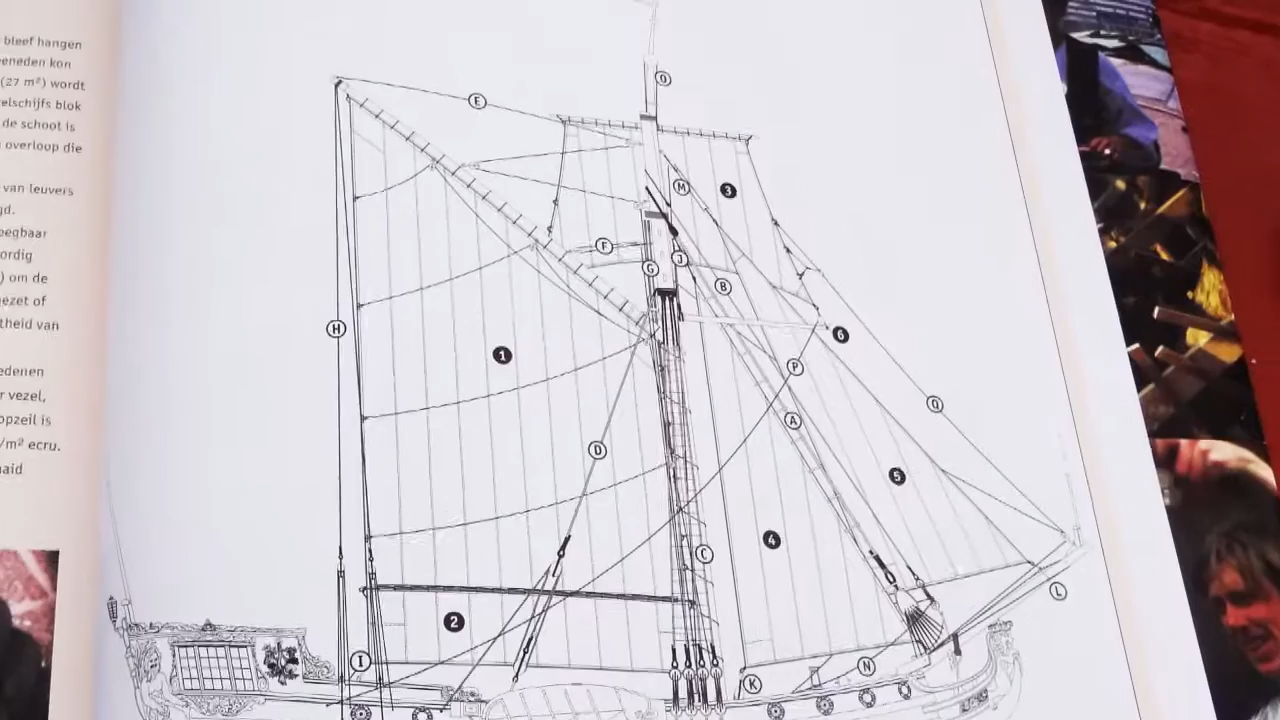 bleef hangen
eneden kon
(27 m²) wordt
elschijfs blok
de schoot is
overloop die
van leuvers
gd.
egbaar
ordig
) om de
ezet of
theid van
edenen
r vezel,
opzeil is
/m² ecru.
naid
O
E
M
3
F
J
G
B
H
6
1
P
Q
A
D
5
4
C
L
2
I
N
K